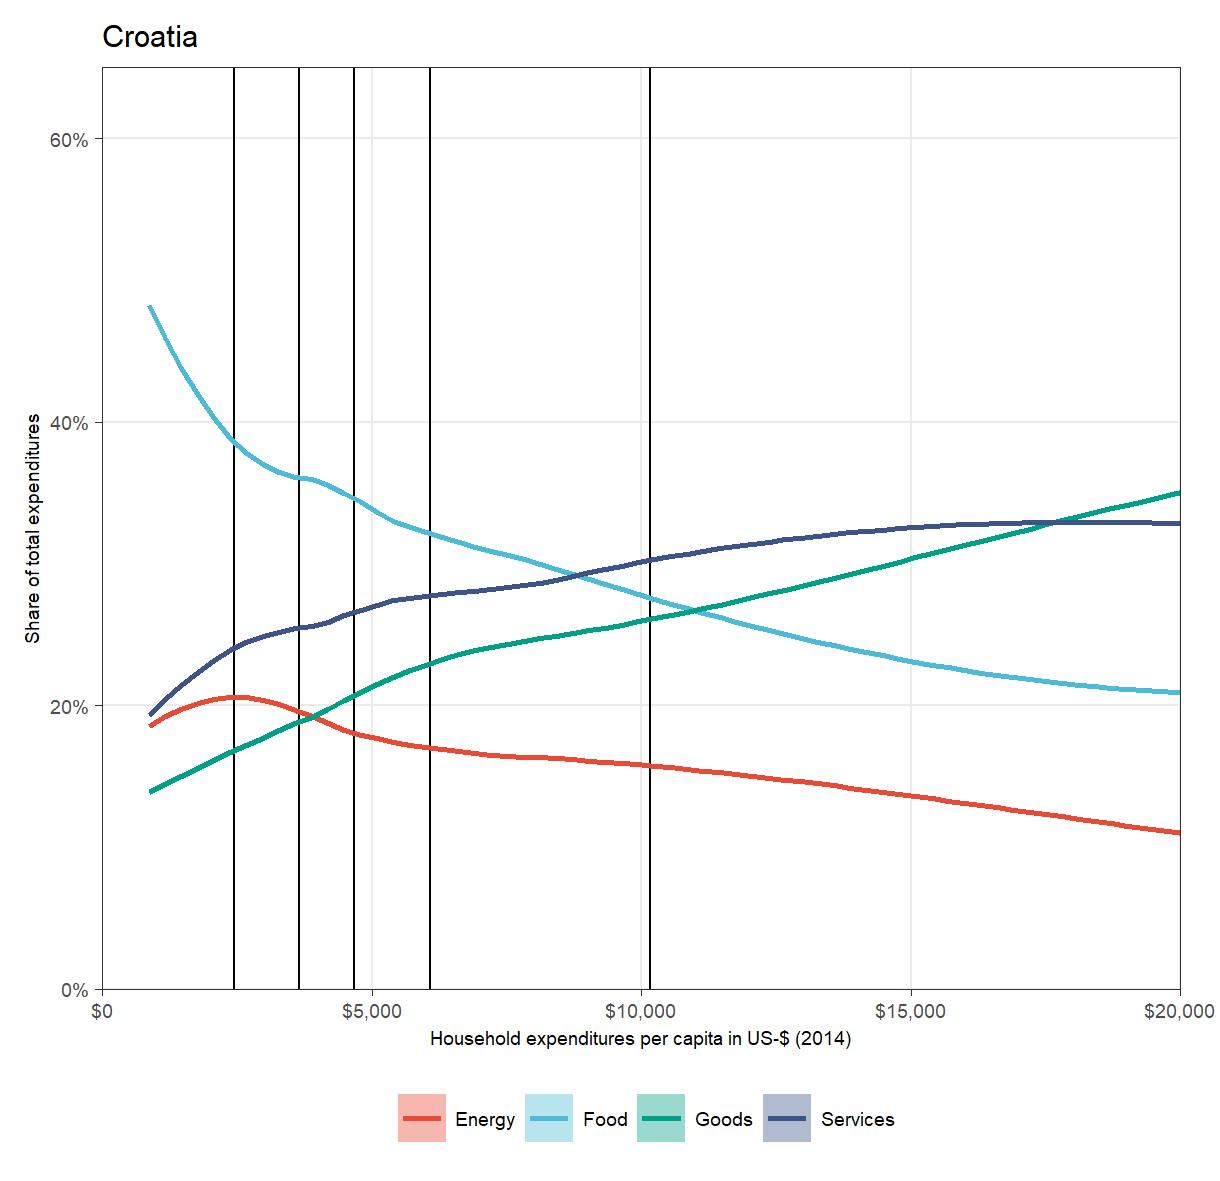 Croatia
60%
40%
20%
0%
Share of total expenditures
$0 $5,000 $10,000 $15,000 $20,000
Household expenditures per capita in US-$ (2014)
Energy Food Goods Services